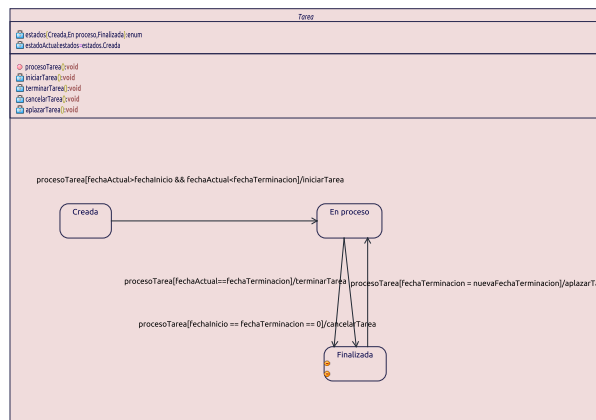 Tarea
estados{Creada,En proceso,Finalizada}:enum
estadoActual:estados=estados.Creada
procesoTarea():void
iniciarTarea():void
terminarTarea():void
cancelarTarea():void
aplazarTarea():void
procesoTarea[fechaActual>fechaInicio && fechaActual<fechaTerminacion]/iniciarTarea
Creada
En proceso
procesoTarea[fechaActual==fechaTerminacion]/terminarTarea
procesoTarea[fechaTerminacion = nuevaFechaTerminacion]/aplazarTa
procesoTarea[fechaInicio == fechaTerminacion == 0]/cancelarTarea
Finalizada